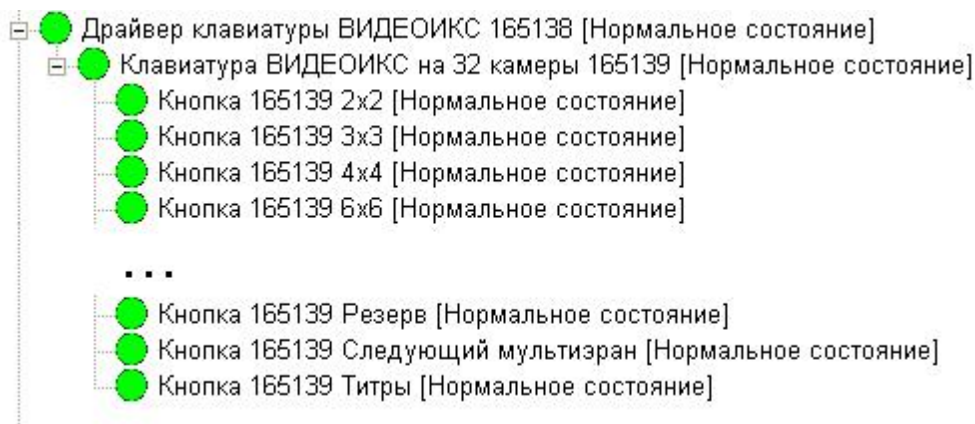 Драйвер клавиатуры ВИДЕОИКС 165138 [Нормальное состояние]
Клавиатура ВИДЕОИКС на 32 камеры 165139 [Нормальное состояние]
Кнопка 165139 2x2 [Нормальное состояние]
Кнопка 165139 3x3 [Нормальное состояние]
Кнопка 165139 4x4 [Нормальное состояние]
Кнопка 165139 6x6 [Нормальное состояние]
...
Кнопка 165139 Резерв [Нормальное состояние]
Кнопка 165139 Следующий мультизран [Нормальное состояние]
Кнопка 165139 Титры [Нормальное состояние]